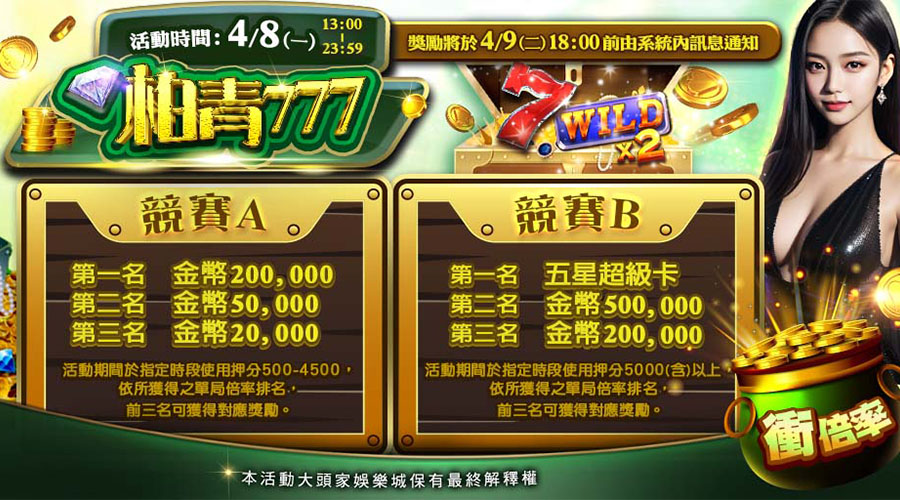 活動時間：4/8(一) 13:00
-
23:59
獎勵將於4/9(二)18:00前由系統內訊息通知
柏青777
7 WILD
x2
競賽A
第一名 金幣200,000
第二名 金幣50,000
第三名 金幣20,000
活動期間於指定時段使用押分500-4500，
依所獲得之單局倍率排名，
前三名可獲得對應獎勵。
競賽B
第一名 五星超級卡
第二名 金幣500,000
第三名 金幣200,000
活動期間於指定時段使用押分5000(含)以上，
依所獲得之單局倍率排名，
前三名可獲得對應獎勵。
衝倍率
本活動大頭家娛樂城保有最終解釋權